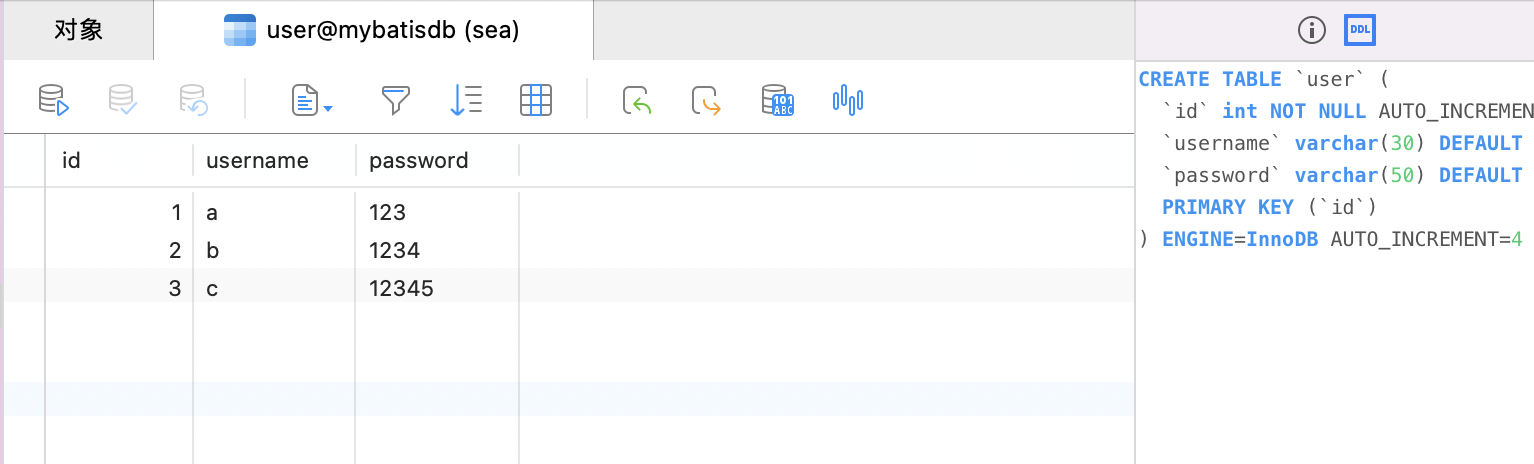 对象
user@mybatisdb (sea)
DDL
101
ABC
id username password
1 a 123
2 b 1234
3 c 12345
CREATE TABLE `user` (
`id` int NOT NULL AUTO_INCREMEN
`username` varchar(30) DEFAULT
`password` varchar(50) DEFAULT
PRIMARY KEY (`id`)
) ENGINE=InnoDB AUTO_INCREMENT=4